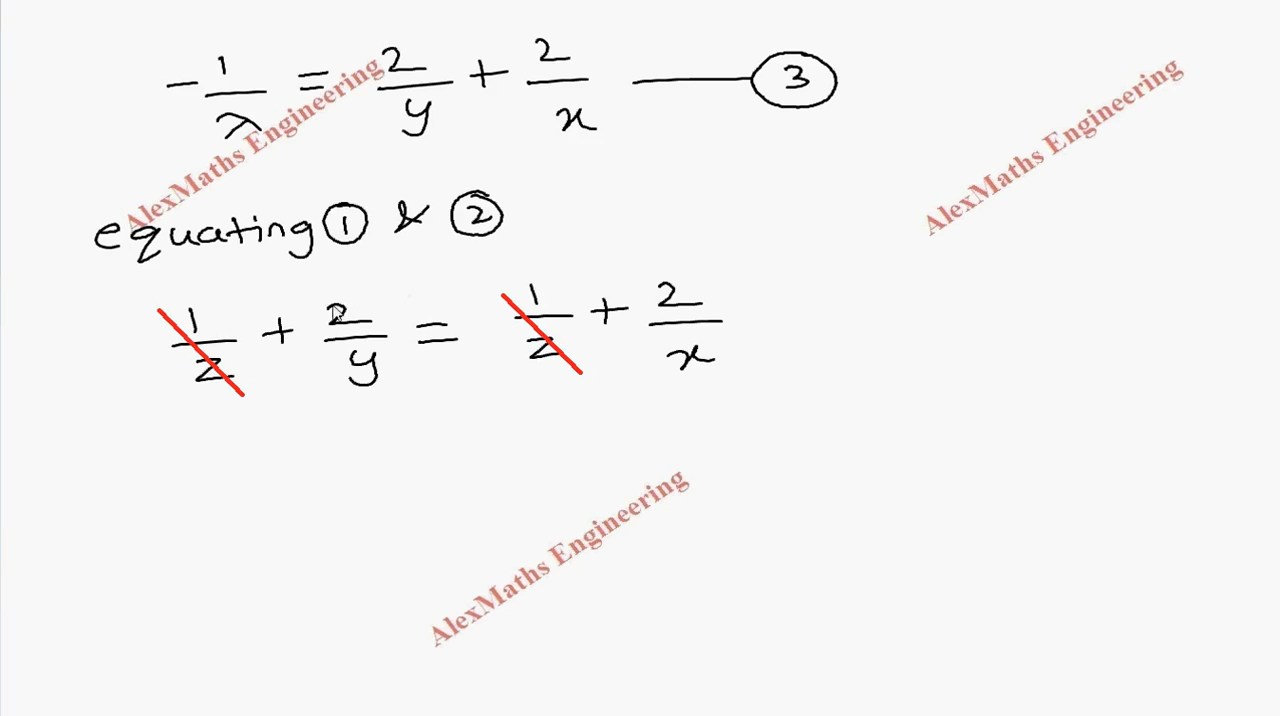 -1/λ = 2/y + 2/x —— ③
equating ① & ②
1/z + 2/y = 1/z + 2/x
AlexMaths Engineering
AlexMaths Engineering
AlexMaths Engineering